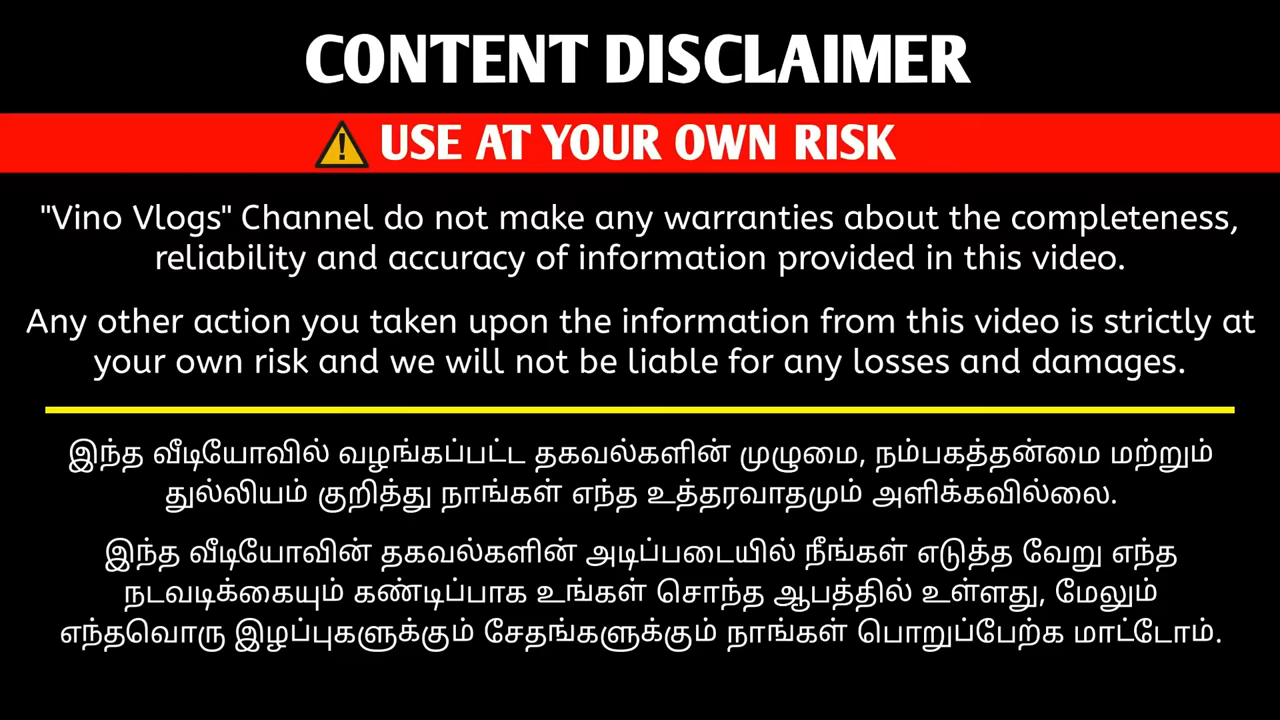 CONTENT DISCLAIMER
⚠ USE AT YOUR OWN RISK
"Vino Vlogs" Channel do not make any warranties about the completeness,
reliability and accuracy of information provided in this video.
Any other action you taken upon the information from this video is strictly at
your own risk and we will not be liable for any losses and damages.
இந்த வீடியோவில் வழங்கப்பட்ட தகவல்களின் முழுமை, நம்பகத்தன்மை மற்றும்
துல்லியம் குறித்து நாங்கள் எந்த உத்தரவாதமும் அளிக்கவில்லை.
இந்த வீடியோவின் தகவல்களின் அடிப்படையில் நீங்கள் எடுத்த வேறு எந்த
நடவடிக்கையும் கண்டிப்பாக உங்கள் சொந்த ஆபத்தில் உள்ளது, மேலும்
எந்தவொரு இழப்புகளுக்கும் சேதங்களுக்கும் நாங்கள் பொறுப்பேற்க மாட்டோம்.